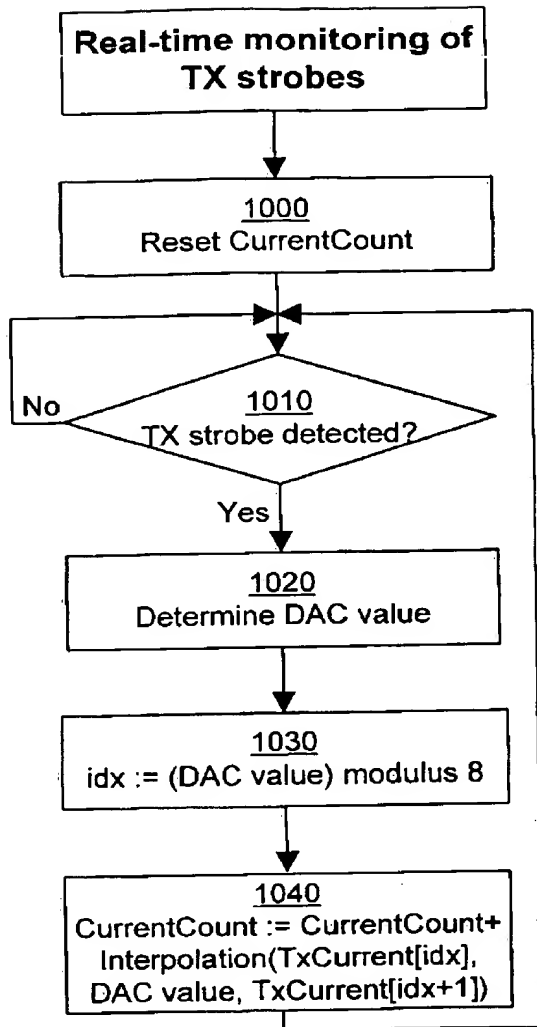 Real-time monitoring of
TX strobes
1000
Reset CurrentCount
No
1010
TX strobe detected?
Yes
1020
Determine DAC value
1030
idx := (DAC value) modulus 8
1040
CurrentCount := CurrentCount+
Interpolation(TxCurrent[idx],
DAC value, TxCurrent[idx+1])